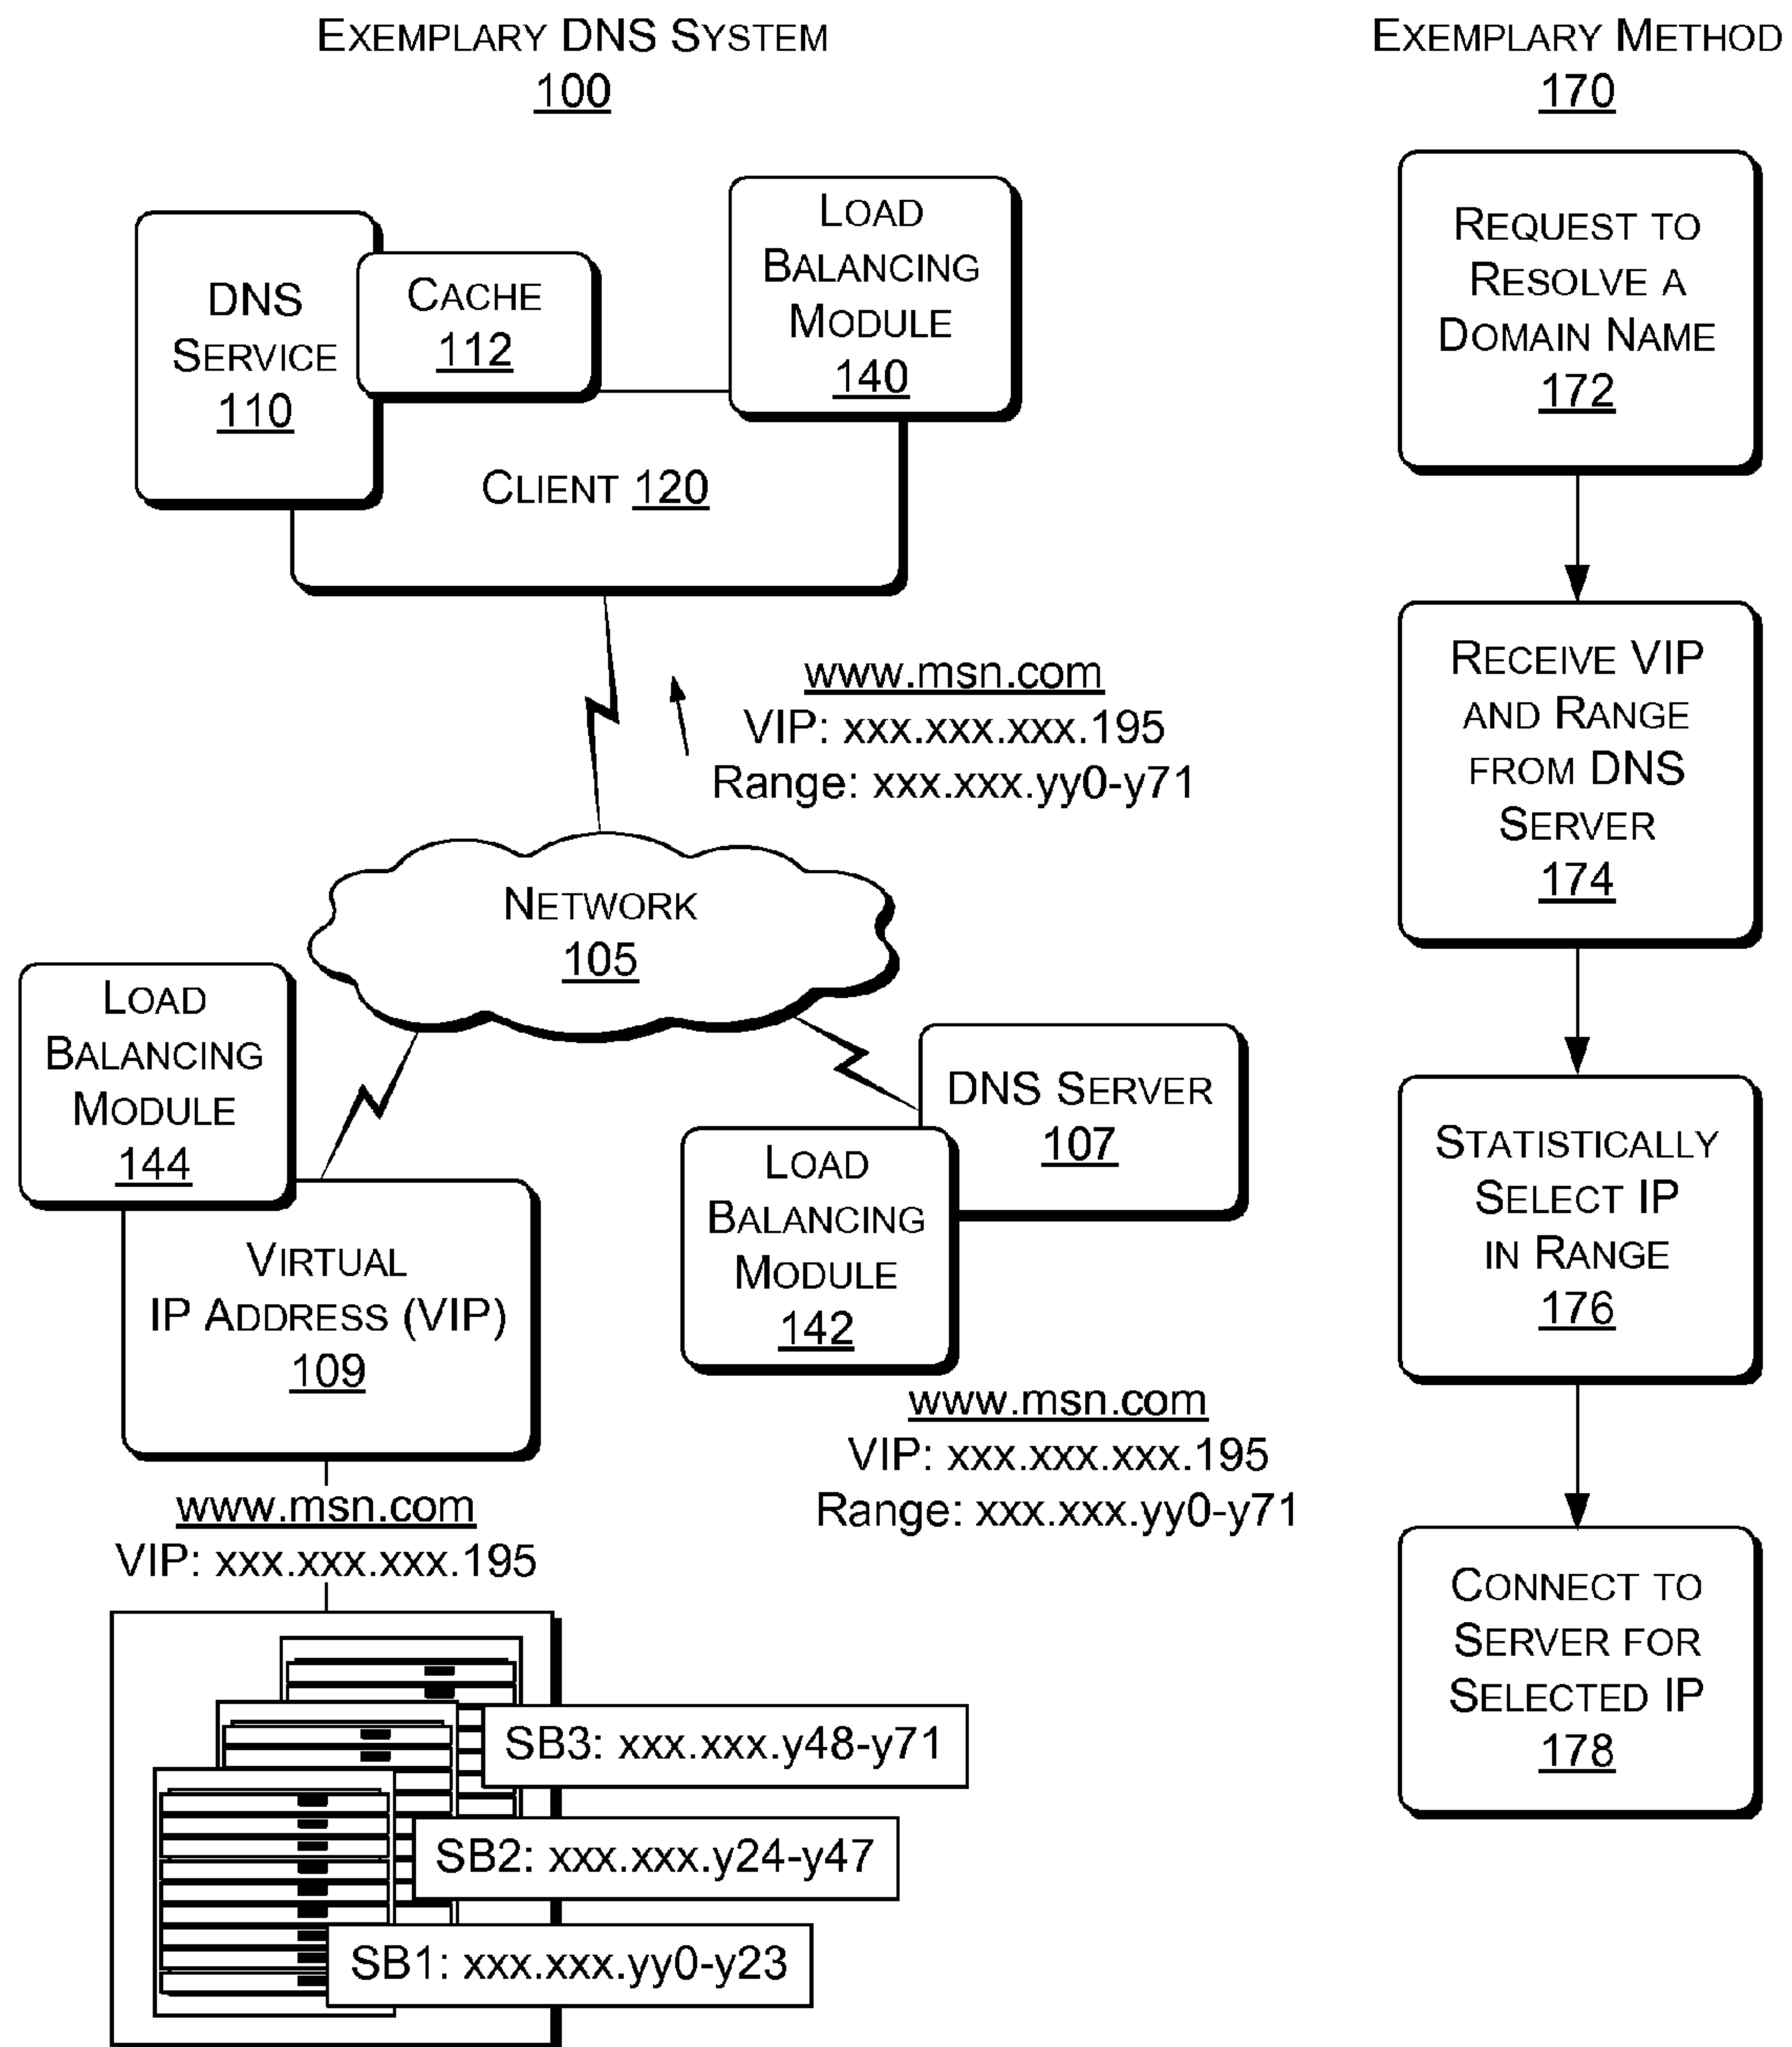 EXEMPLARY DNS SYSTEM
100
DNS
SERVICE
110
CACHE
112
LOAD
BALANCING
MODULE
140
CLIENT 120
www.msn.com
VIP: xxx.xxx.xxx.195
Range: xxx.xxx.yy0-y71
NETWORK
105
LOAD
BALANCING
MODULE
144
VIRTUAL
IP ADDRESS (VIP)
109
DNS SERVER
107
LOAD
BALANCING
MODULE
142
www.msn.com
VIP: xxx.xxx.xxx.195
Range: xxx.xxx.yy0-y71
www.msn.com
VIP: xxx.xxx.xxx.195
SB3: xxx.xxx.y48-y71
SB2: xxx.xxx.y24-y47
SB1: xxx.xxx.yy0-y23
EXEMPLARY METHOD
170
REQUEST TO
RESOLVE A
DOMAIN NAME
172
RECEIVE VIP
AND RANGE
FROM DNS
SERVER
174
STATISTICALLY
SELECT IP
IN RANGE
176
CONNECT TO
SERVER FOR
SELECTED IP
178